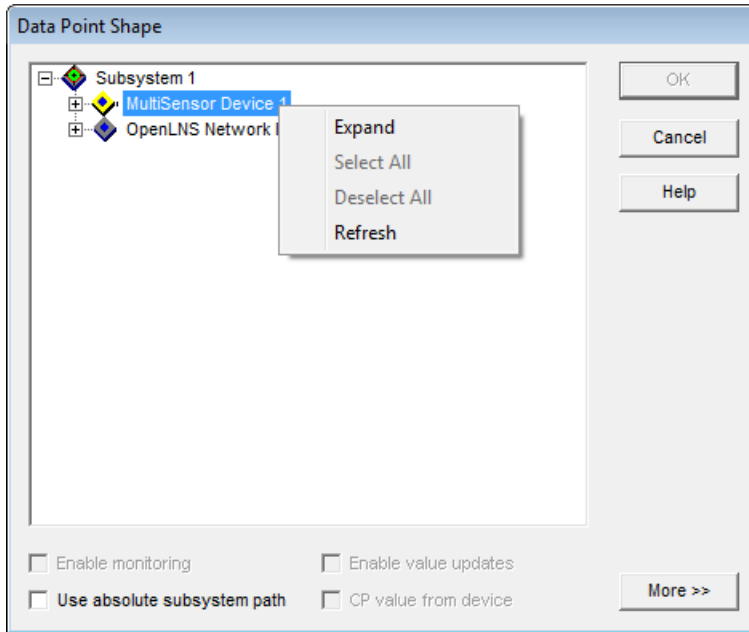 Data Point Shape
Subsystem 1
MultiSensor Device 1
OpenLNS Network
Expand
Select All
Deselect All
Refresh
OK
Cancel
Help
Enable monitoring
Enable value updates
Use absolute subsystem path
CP value from device
More >>